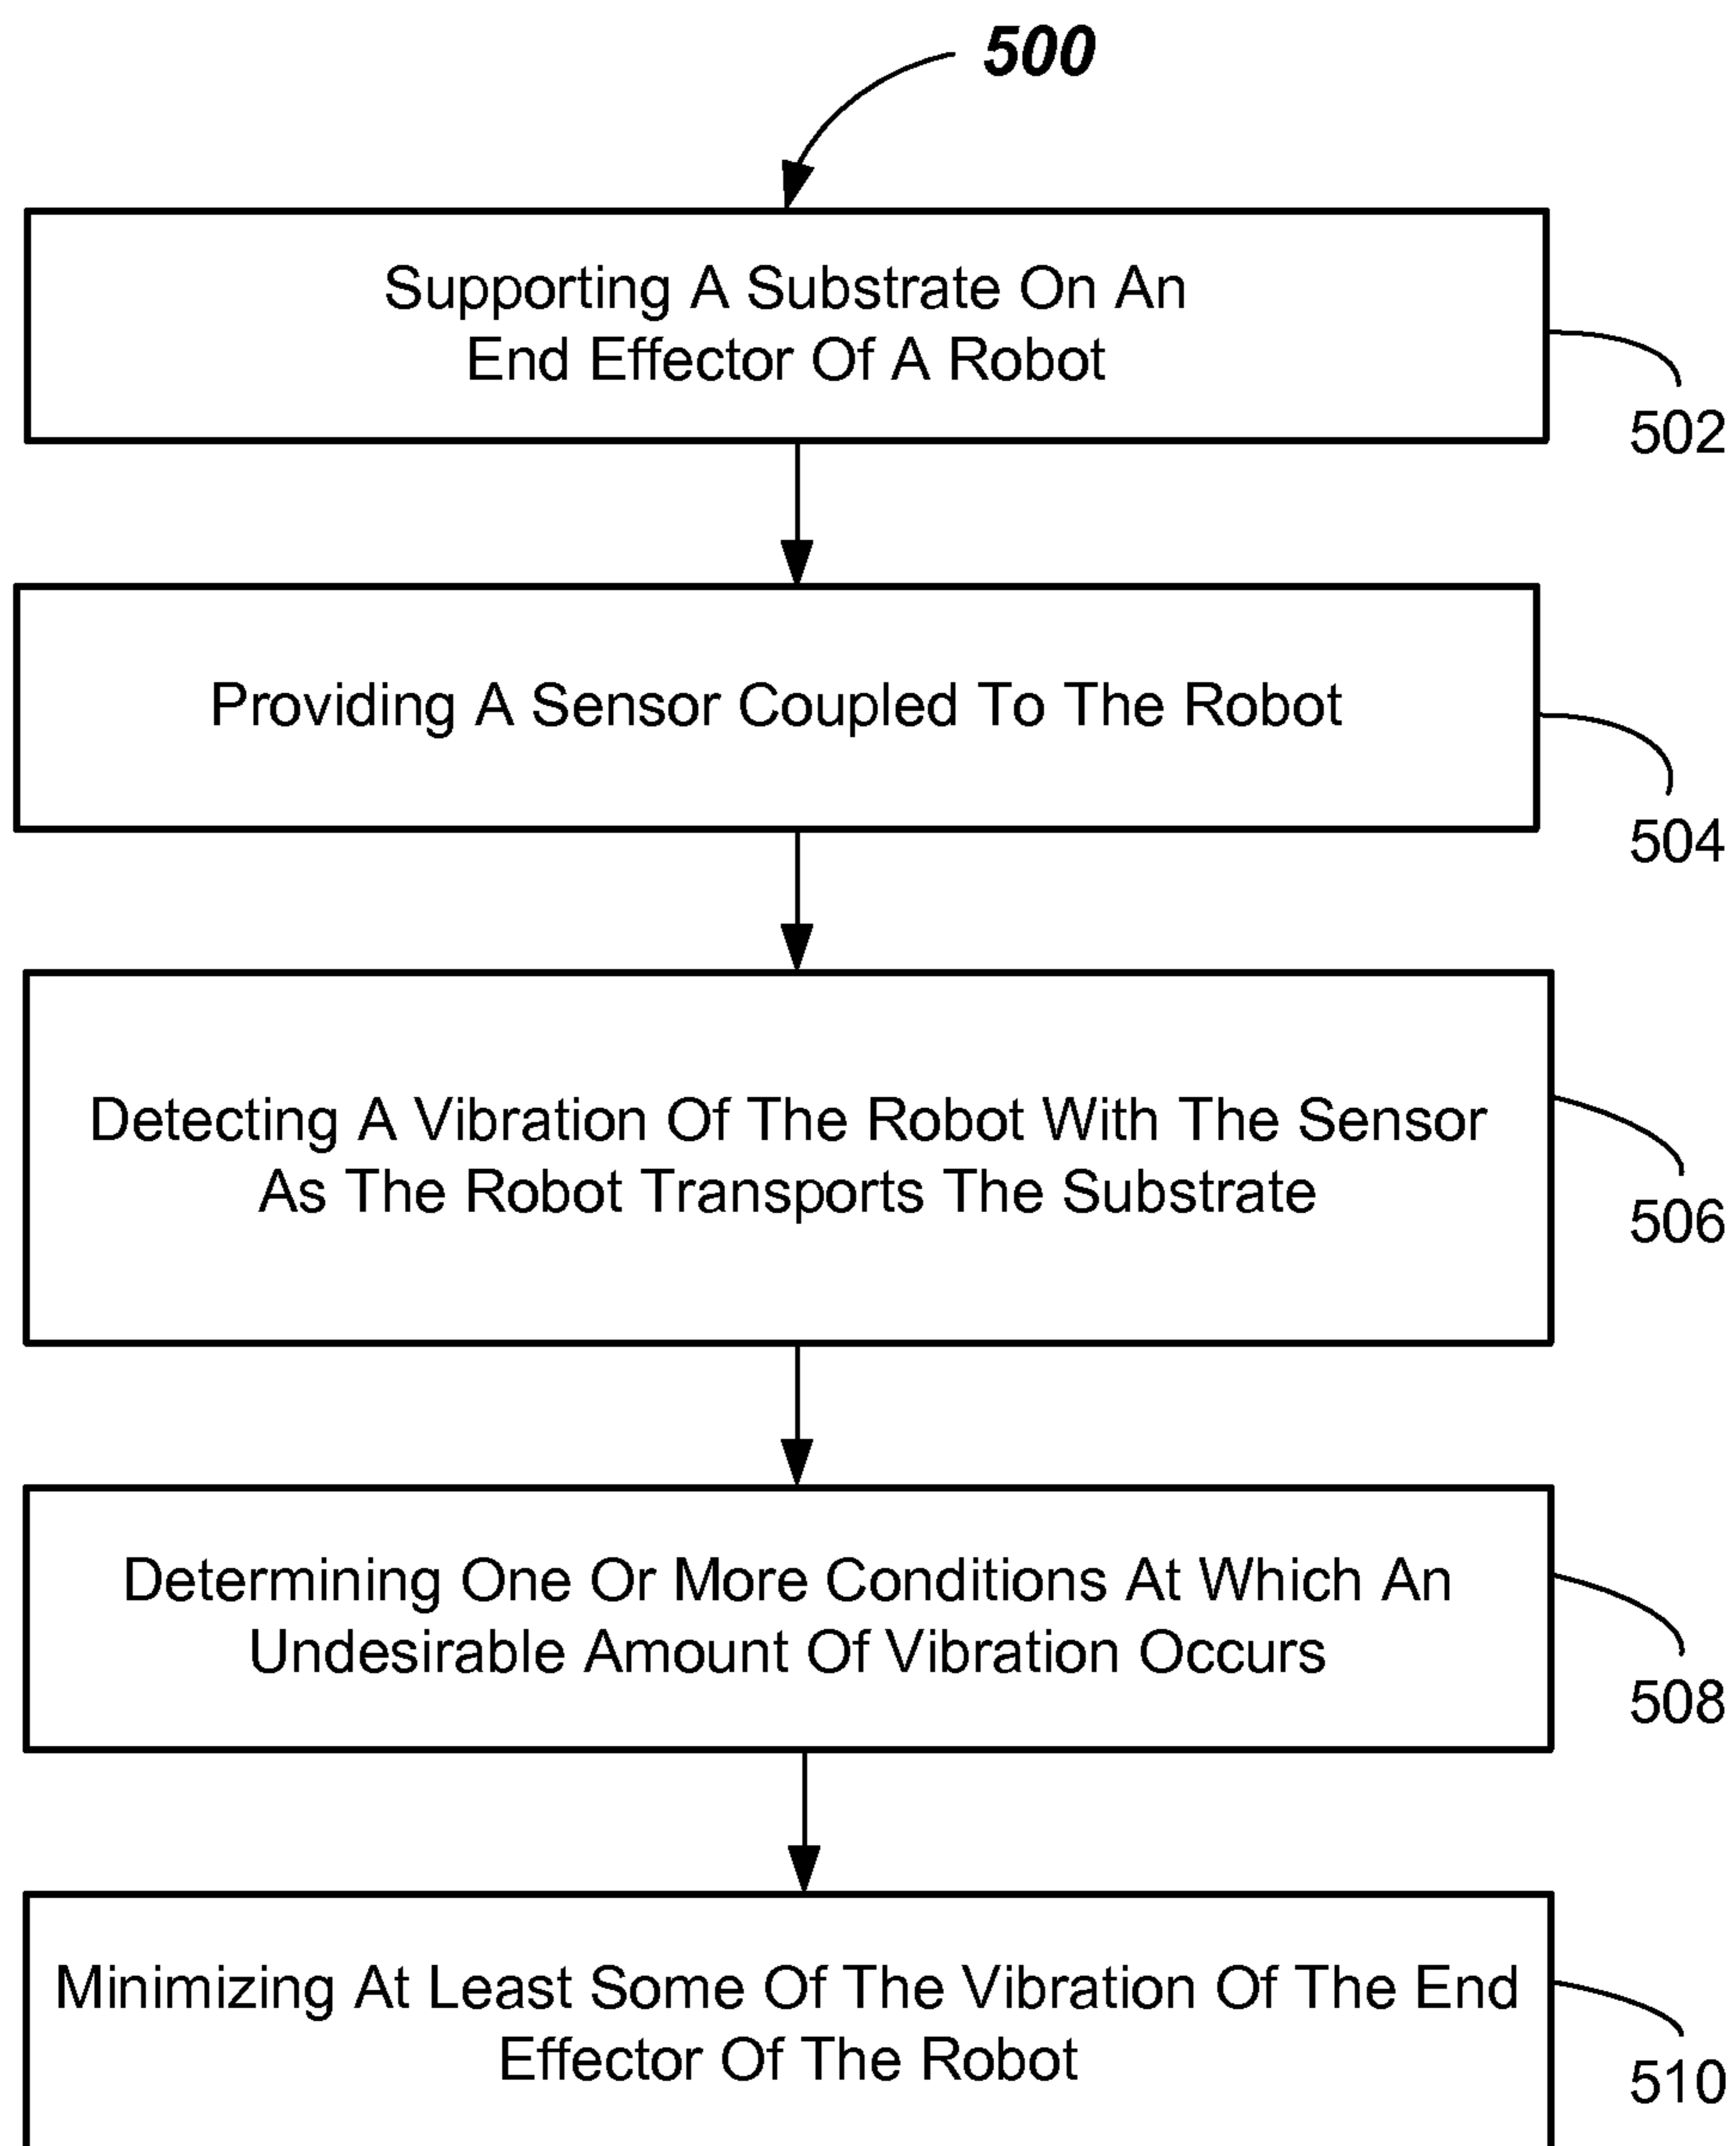 500
Supporting A Substrate On An
End Effector Of A Robot
502
Providing A Sensor Coupled To The Robot
504
Detecting A Vibration Of The Robot With The Sensor
As The Robot Transports The Substrate
506
Determining One Or More Conditions At Which An
Undesirable Amount Of Vibration Occurs
508
Minimizing At Least Some Of The Vibration Of The End
Effector Of The Robot
510